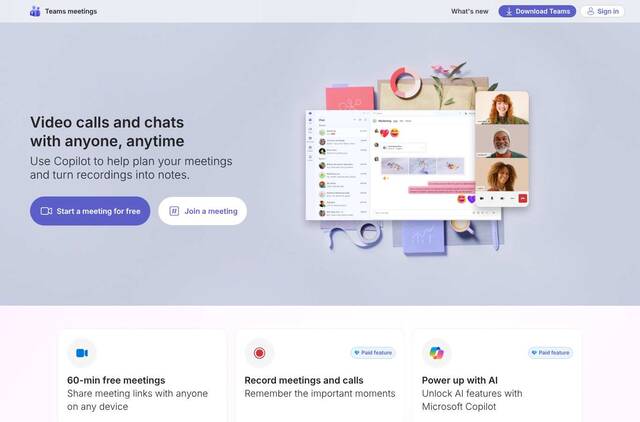 Teams meetings
What's new
Download Teams
Sign in
Video calls and chats
with anyone, anytime
Use Copilot to help plan your meetings
and turn recordings into notes.
Start a meeting for free
Join a meeting
Chat
Marketing
60-min free meetings
Share meeting links with anyone
on any device
Paid feature
Record meetings and calls
Remember the important moments
Paid feature
Power up with AI
Unlock AI features with
Microsoft Copilot